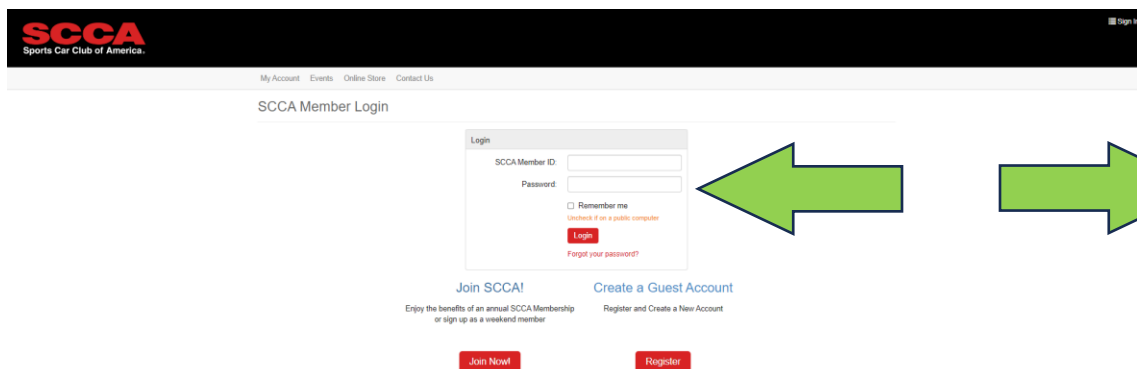 SCCA
Sports Car Club of America.
Sign In
My Account Events Online Store Contact Us
SCCA Member Login
Login
SCCA Member ID:
Password:
Remember me
Uncheck if on a public computer
Login
Forgot your password?
Join SCCA! Create a Guest Account
Enjoy the benefits of an annual SCCA Membership Register and Create a New Account
or sign up as a weekend member
Join Now! Register